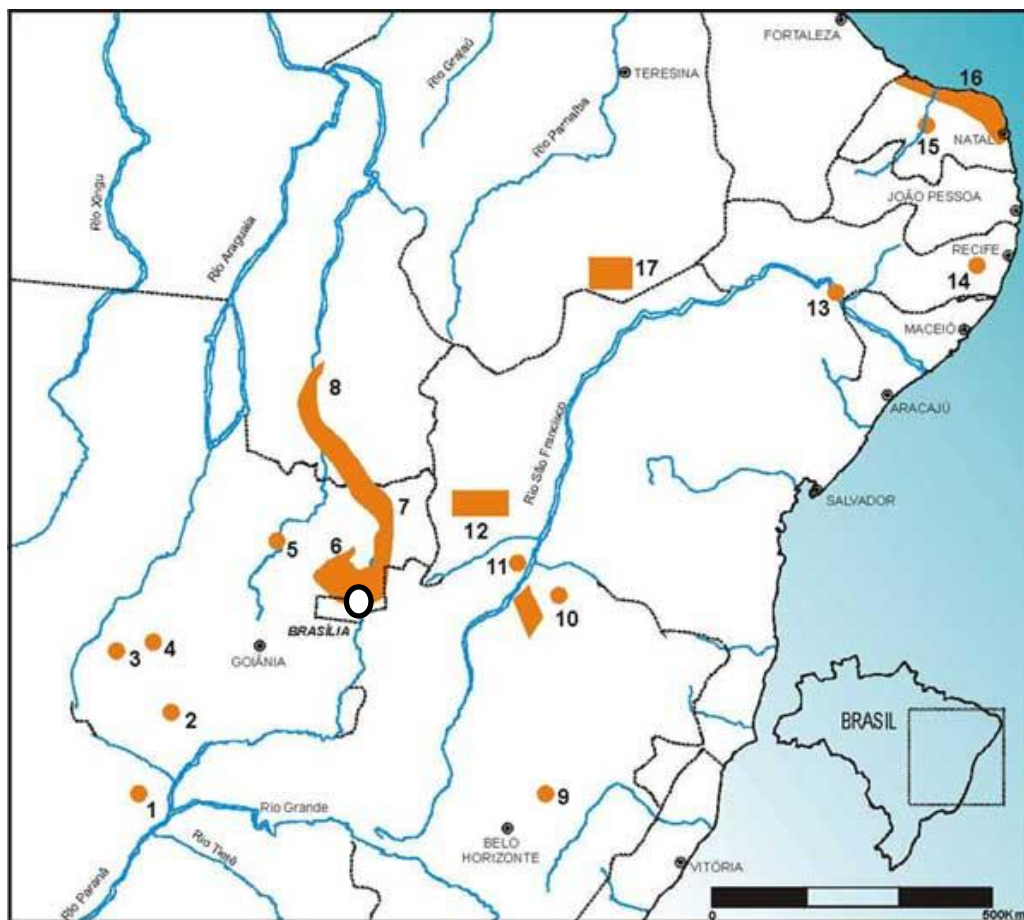 FORTALEZA
TERESINA
Rio Grajaú
Rio Parnaíba
16
15
NATAL
JOÃO PESSOA
Rio Xingu
Rio Araguaia
RECIFE
14
17
13
MACEIÓ
8
ARACAJÚ
Rio São Francisco
7
12
SALVADOR
5
6
11
10
BRASÍLIA
3
4
GOIÂNIA
2
BRASIL
1
Rio Grande
9
BELO
HORIZONTE
Rio Tietê
VITÓRIA
Rio Paraná
0
500Km